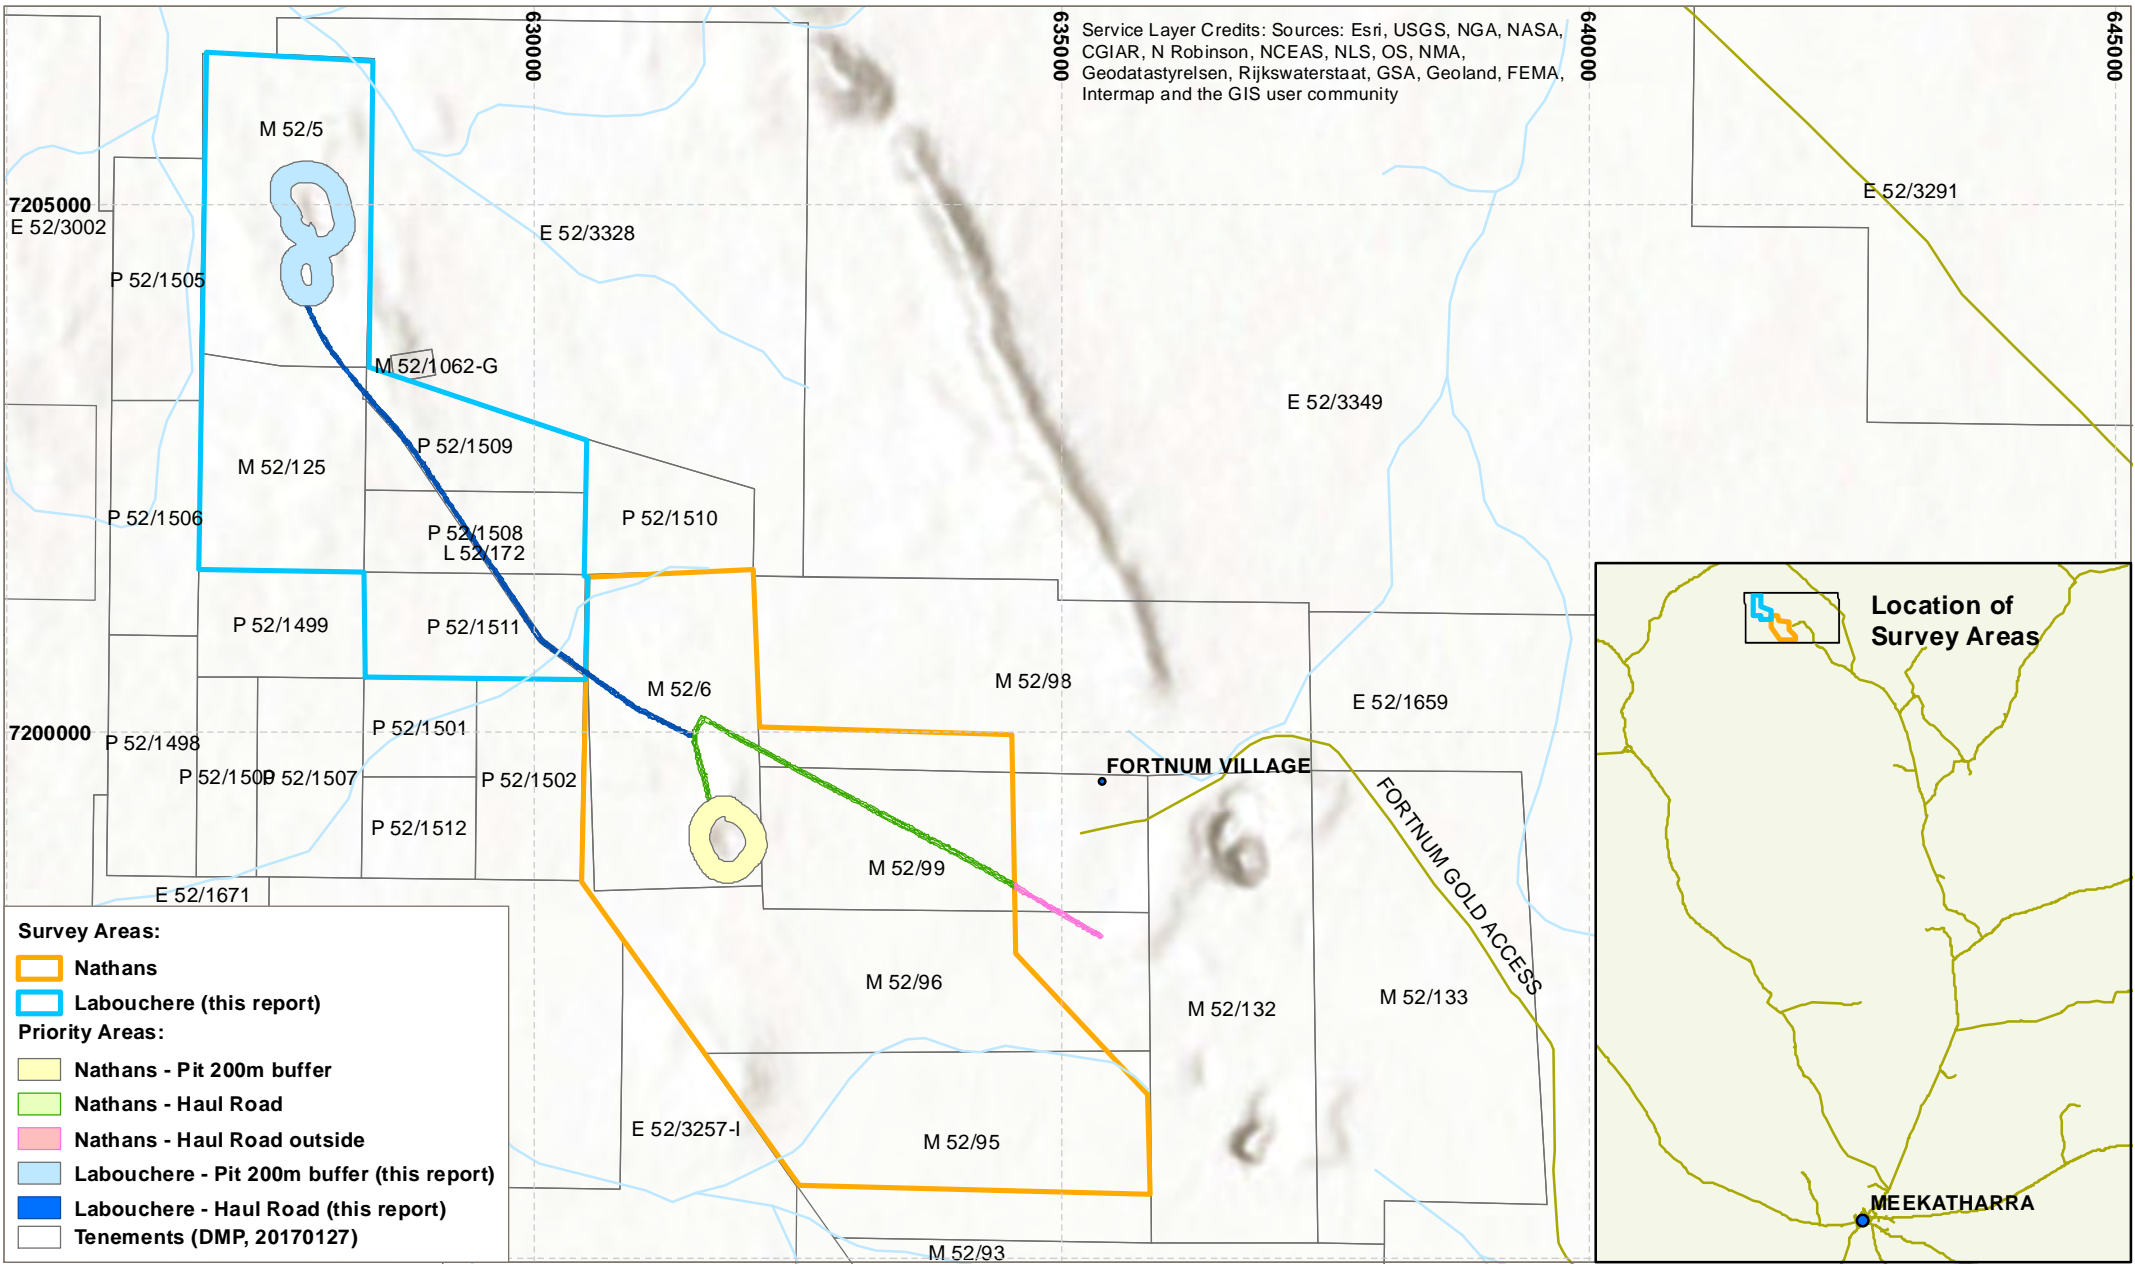 630000
635000
640000
645000
Service Layer Credits: Sources: Esri, USGS, NGA, NASA,
CGIAR, N Robinson, NCEAS, NLS, OS, NMA,
Geodatastyrelsen, Rijkswaterstaat, GSA, Geoland, FEMA,
Intermap and the GIS user community
M 52/5
7205000
E 52/3002
E 52/3328
E 52/3291
P 52/1505
M 52/1062-G
E 52/3349
P 52/1509
M 52/125
P 52/1506
P 52/1508
L 52/172
P 52/1510
P 52/1499
P 52/1511
M 52/6
M 52/98
E 52/1659
7200000
P 52/1498
P 52/1501
P 52/1500
P 52/1507
P 52/1502
P 52/1512
FORTNUM VILLAGE
FORTNUM GOLD ACCESS
M 52/99
E 52/1671
M 52/96
M 52/132
M 52/133
E 52/3257-I
M 52/95
M 52/93
Survey Areas:
Nathans
Labouchere (this report)
Priority Areas:
Nathans - Pit 200m buffer
Nathans - Haul Road
Nathans - Haul Road outside
Labouchere - Pit 200m buffer (this report)
Labouchere - Haul Road (this report)
Tenements (DMP, 20170127)
Location of
Survey Areas
MEEKATHARRA